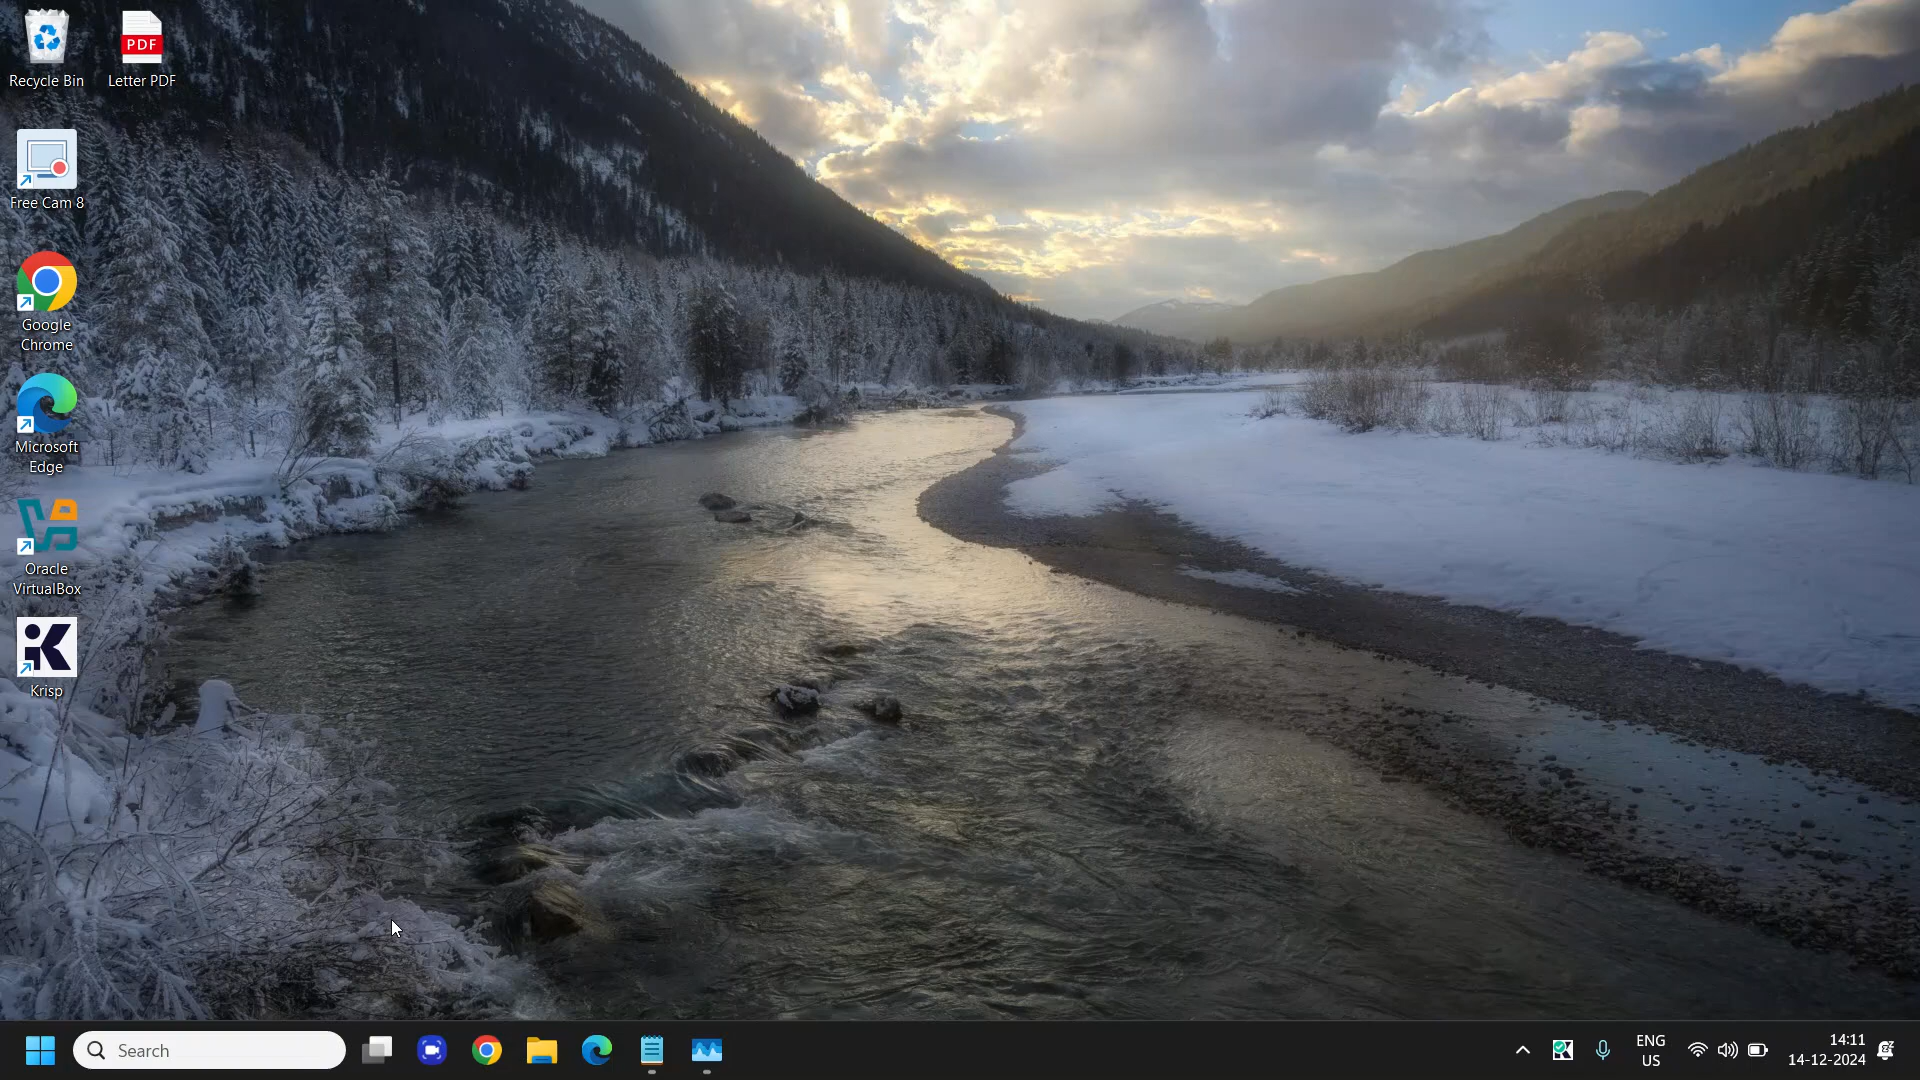 Recycle Bin
PDF
Letter PDF
Free Cam 8
Google
Chrome
Microsoft
Edge
Oracle
VirtualBox
Krisp
Search
ENG
US
14:11
14-12-2024